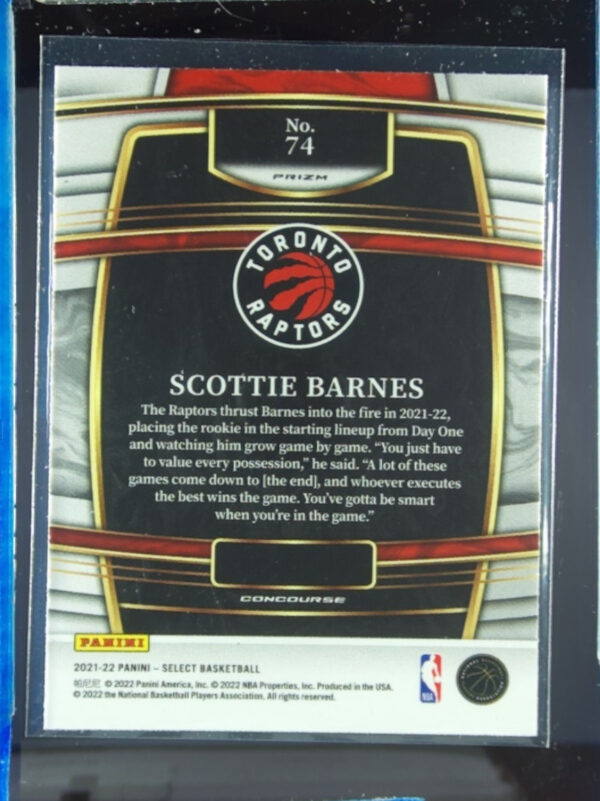 No.
74
PRIZM
TORONTO
RAPTORS
SCOTTIE BARNES
The Raptors thrust Barnes into the fire in 2021-22,
placing the rookie in the starting lineup from Day One
and watching him grow game by game. “You just have
to value every possession,” he said. “A lot of these
games come down to [the end], and whoever executes
the best wins the game. You’ve gotta be smart
when you’re in the game.”
CONCOURSE
PANINI
2021-22 PANINI – SELECT BASKETBALL
帕尼尼 © 2022 Panini America, Inc. © 2022 NBA Properties, Inc. Produced in the USA.
© 2022 the National Basketball Players Association. All rights reserved.
NBA